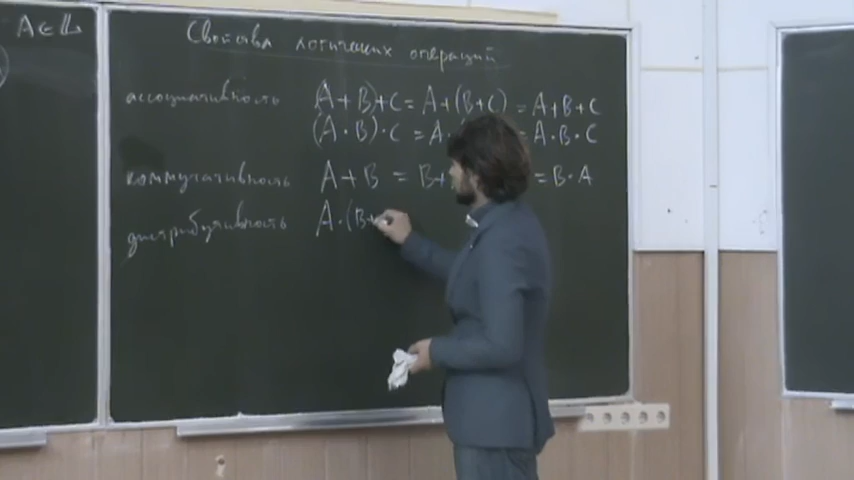 A ∈ L
Свойства логических операций
ассоциативность (A + B) + C = A + (B + C) = A + B + C
(A · B) · C = A · = A · B · C
коммутативность A + B = B + = B · A
дистрибутивность A · (B +